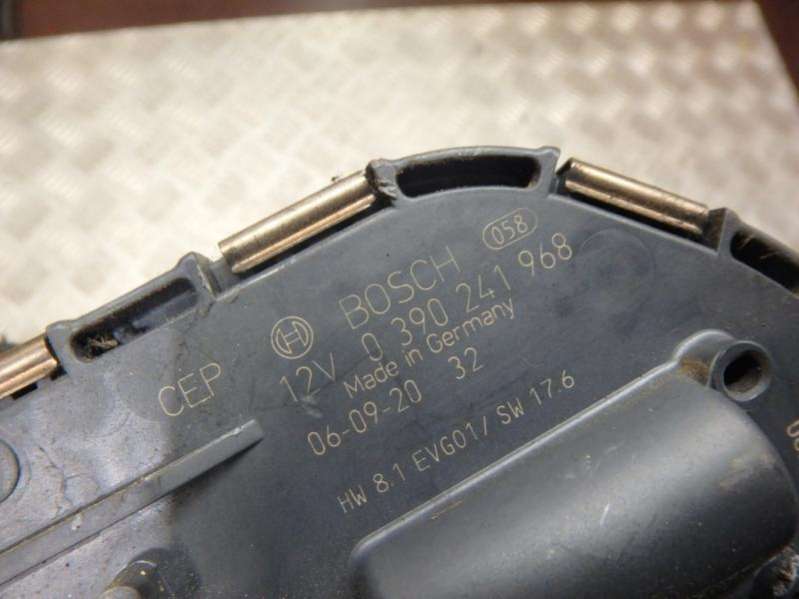 058
BOSCH
CEP 12V 0 390 241 968
Made in Germany
06-09-20 32
HW 8.1 EVG01/ SW 17.6